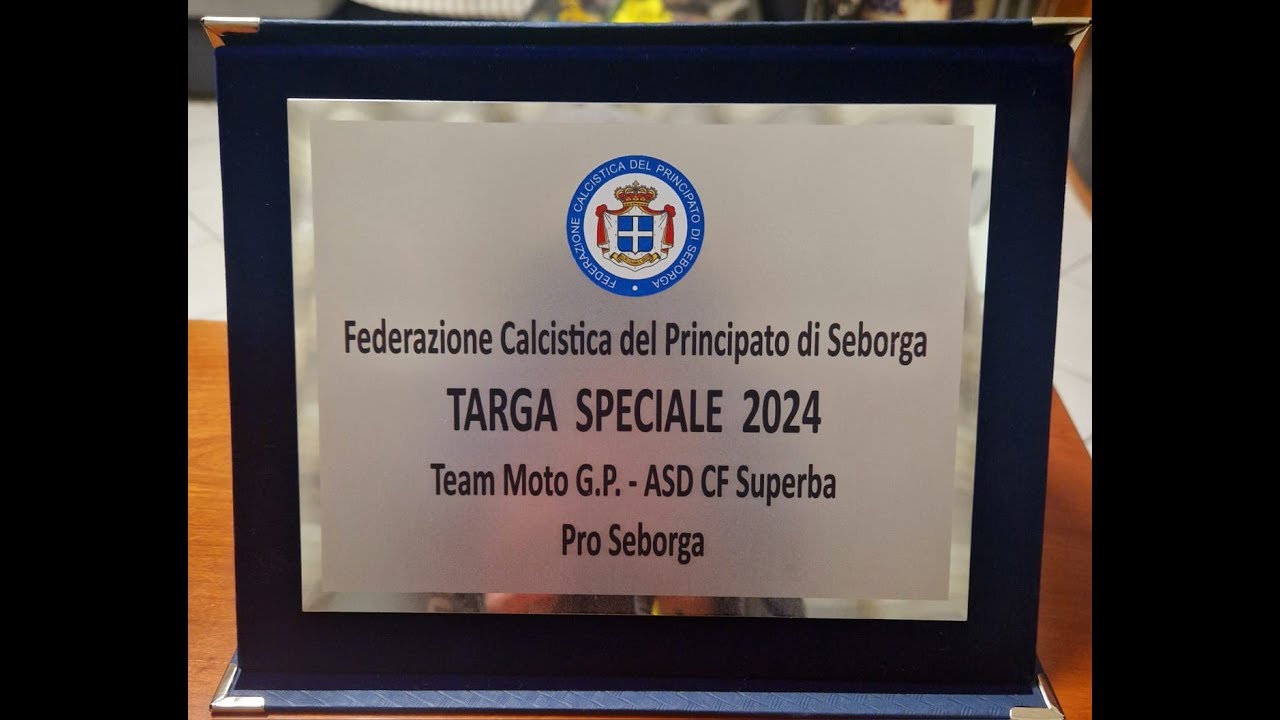 FEDERAZIONE CALCISTICA DEL PRINCIPATO DI SEBORGA
Federazione Calcistica del Principato di Seborga
TARGA SPECIALE 2024
Team Moto G.P. - ASD CF Superba
Pro Seborga